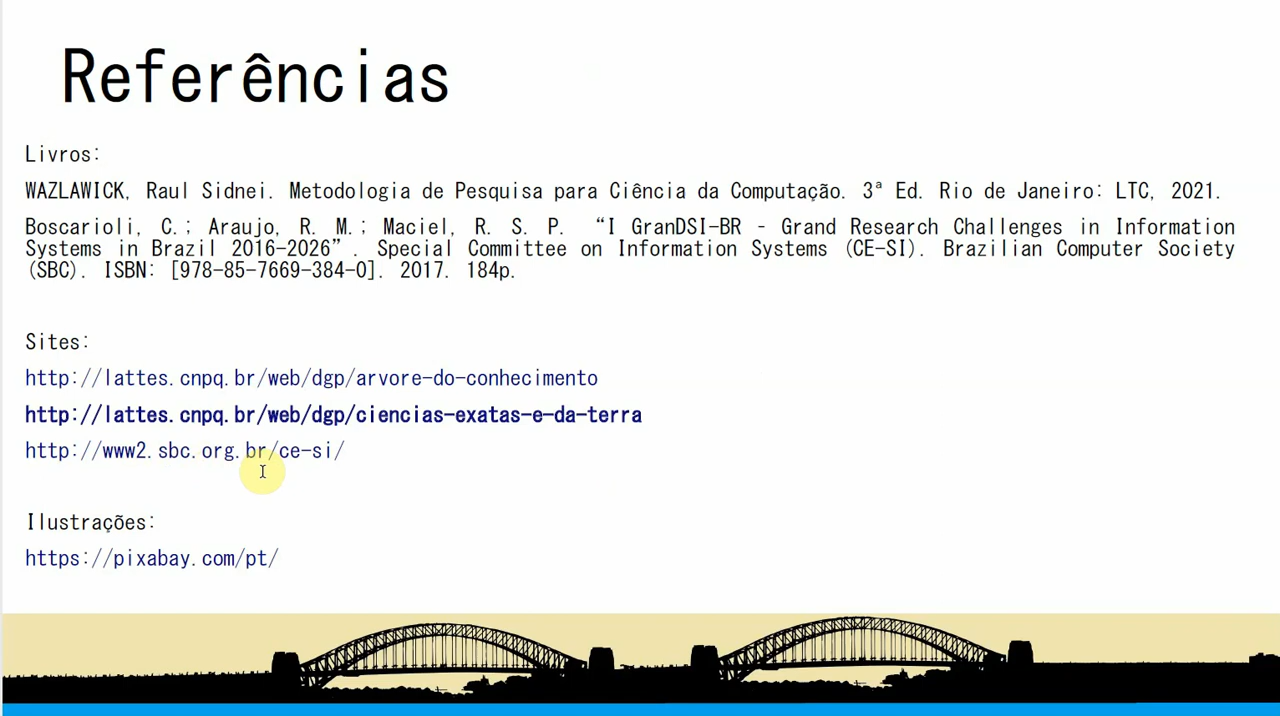 Referências
Livros:
WAZLAWICK, Raul Sidnei. Metodologia de Pesquisa para Ciência da Computação. 3ª Ed. Rio de Janeiro: LTC, 2021.
Boscarioli, C.; Araujo, R. M.; Maciel, R. S. P. “I GranDSI-BR - Grand Research Challenges in Information
Systems in Brazil 2016-2026”. Special Committee on Information Systems (CE-SI). Brazilian Computer Society
(SBC). ISBN: [978-85-7669-384-0]. 2017. 184p.
Sites:
http://lattes.cnpq.br/web/dgp/arvore-do-conhecimento
http://lattes.cnpq.br/web/dgp/ciencias-exatas-e-da-terra
http://www2.sbc.org.br/ce-si/
Ilustrações:
https://pixabay.com/pt/